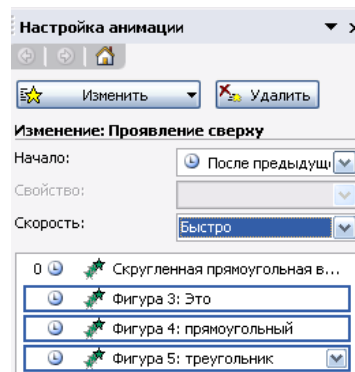 Настройка анимации
Изменить
Удалить
Изменение: Проявление сверху
Начало:
После предыдущ
Свойство:
Скорость:
Быстро
0 Скругленная прямоугольная в...
Фигура 3: Это
Фигура 4: прямоугольный
Фигура 5: треугольник